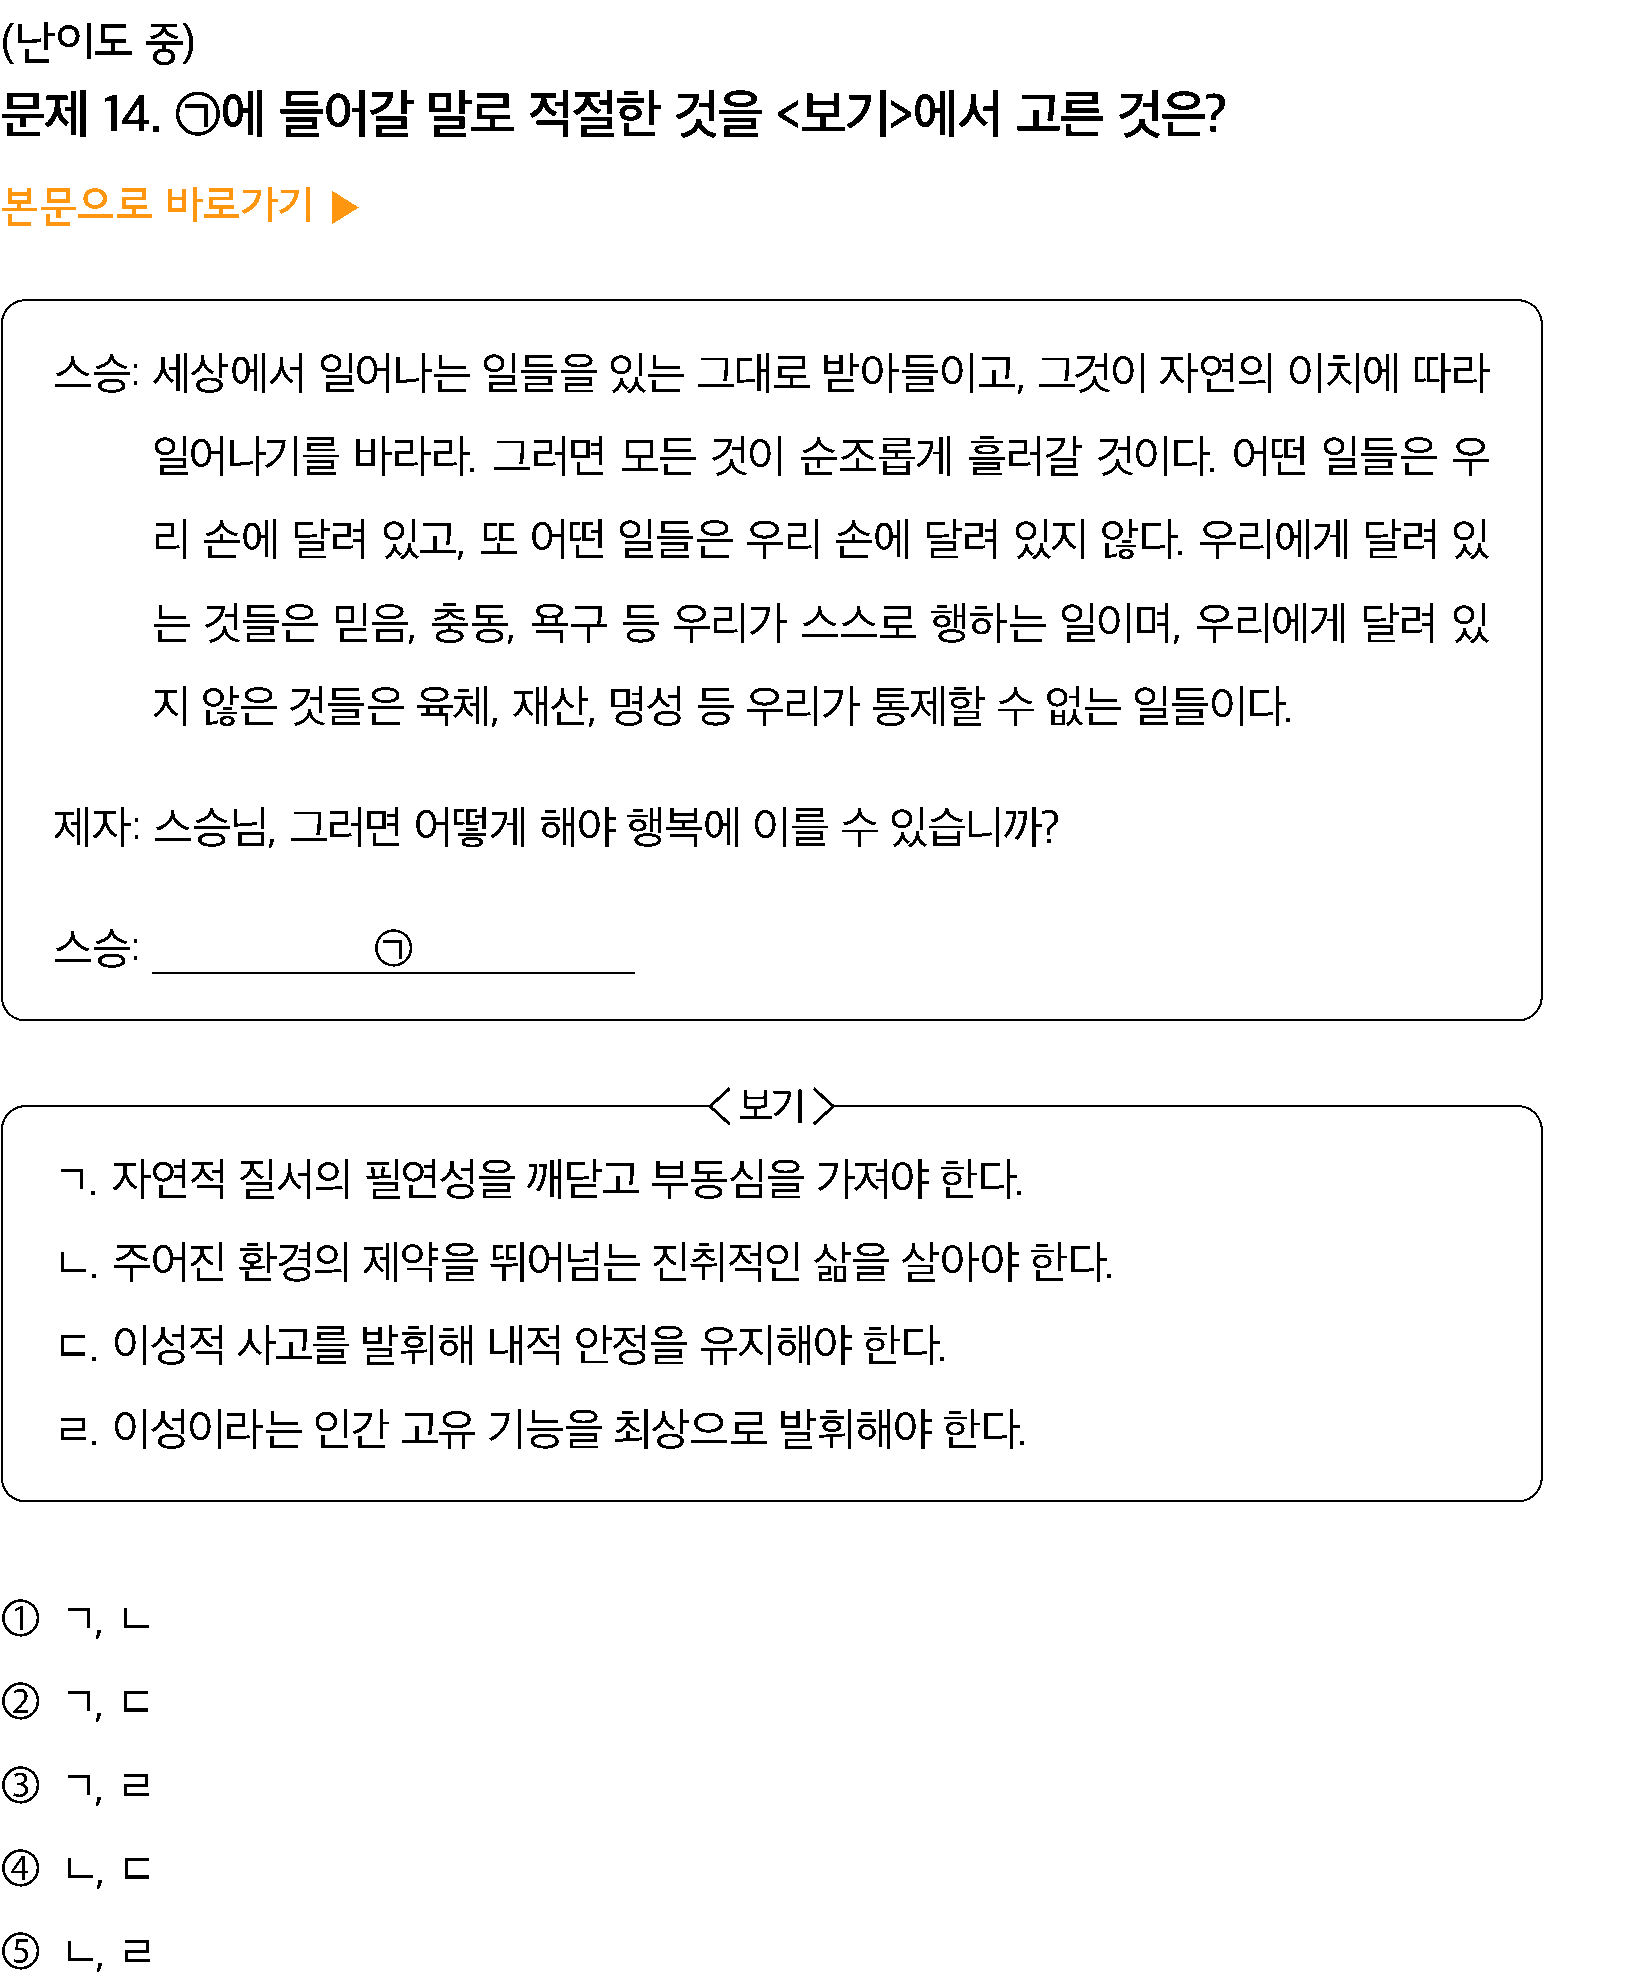 (난이도 중)
문제 14. ㉠에 들어갈 말로 적절한 것을 <보기>에서 고른 것은?
본문으로 바로가기 ▶
스승: 세상에서 일어나는 일들을 있는 그대로 받아들이고, 그것이 자연의 이치에 따라
일어나기를 바라라. 그러면 모든 것이 순조롭게 흘러갈 것이다. 어떤 일들은 우
리 손에 달려 있고, 또 어떤 일들은 우리 손에 달려 있지 않다. 우리에게 달려 있
는 것들은 믿음, 충동, 욕구 등 우리가 스스로 행하는 일이며, 우리에게 달려 있
지 않은 것들은 육체, 재산, 명성 등 우리가 통제할 수 없는 일들이다.
제자: 스승님, 그러면 어떻게 해야 행복에 이를 수 있습니까?
스승: ㉠
<보기>
ㄱ. 자연적 질서의 필연성을 깨닫고 부동심을 가져야 한다.
ㄴ. 주어진 환경의 제약을 뛰어넘는 진취적인 삶을 살아야 한다.
ㄷ. 이성적 사고를 발휘해 내적 안정을 유지해야 한다.
ㄹ. 이성이라는 인간 고유 기능을 최상으로 발휘해야 한다.
① ㄱ, ㄴ
② ㄱ, ㄷ
③ ㄱ, ㄹ
④ ㄴ, ㄷ
⑤ ㄴ, ㄹ